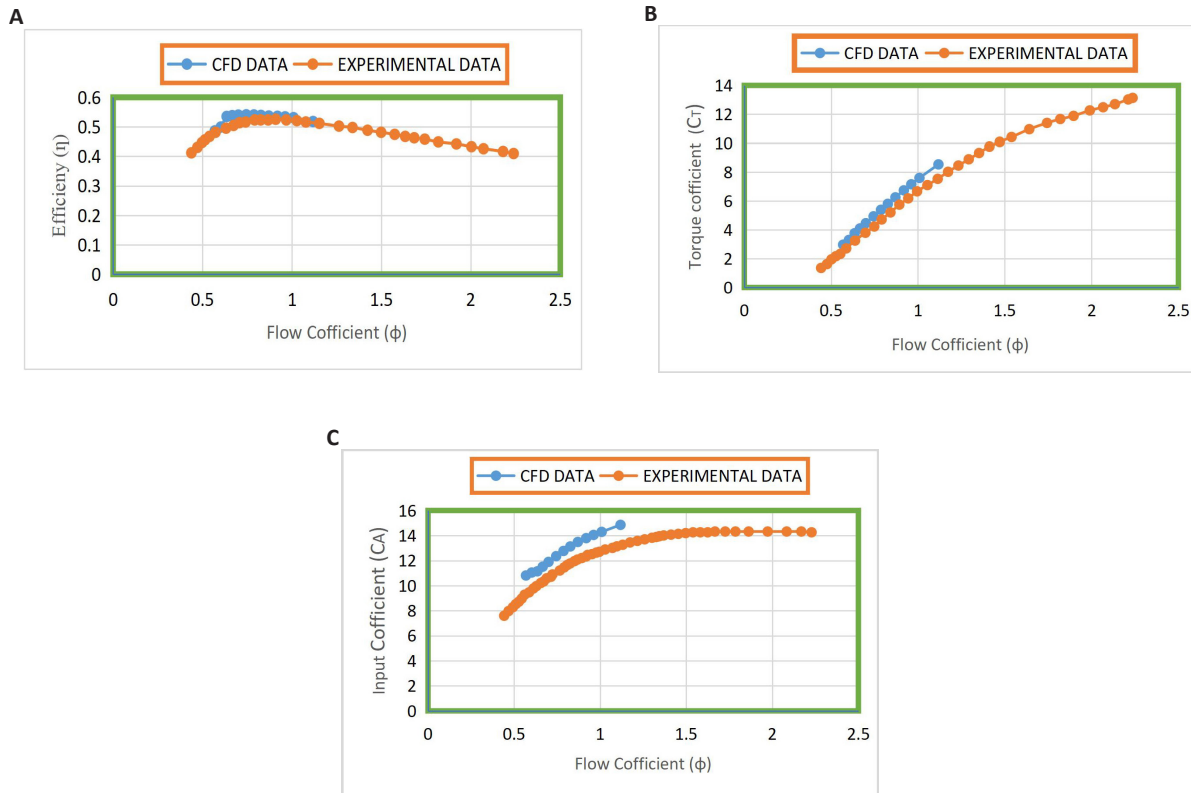 A
CFD DATA EXPERIMENTAL DATA
Efficieny (η)
0.6
0.5
0.4
0.3
0.2
0.1
0
0 0.5 1 1.5 2 2.5
Flow Cofficient (ϕ)
B
CFD DATA EXPERIMENTAL DATA
Torque cofficient (CT)
14
12
10
8
6
4
2
0
0 0.5 1 1.5 2 2.5
Flow Cofficient (ϕ)
C
CFD DATA EXPERIMENTAL DATA
Input Cofficient (CA)
16
14
12
10
8
6
4
2
0
0 0.5 1 1.5 2 2.5
Flow Cofficient (ϕ)